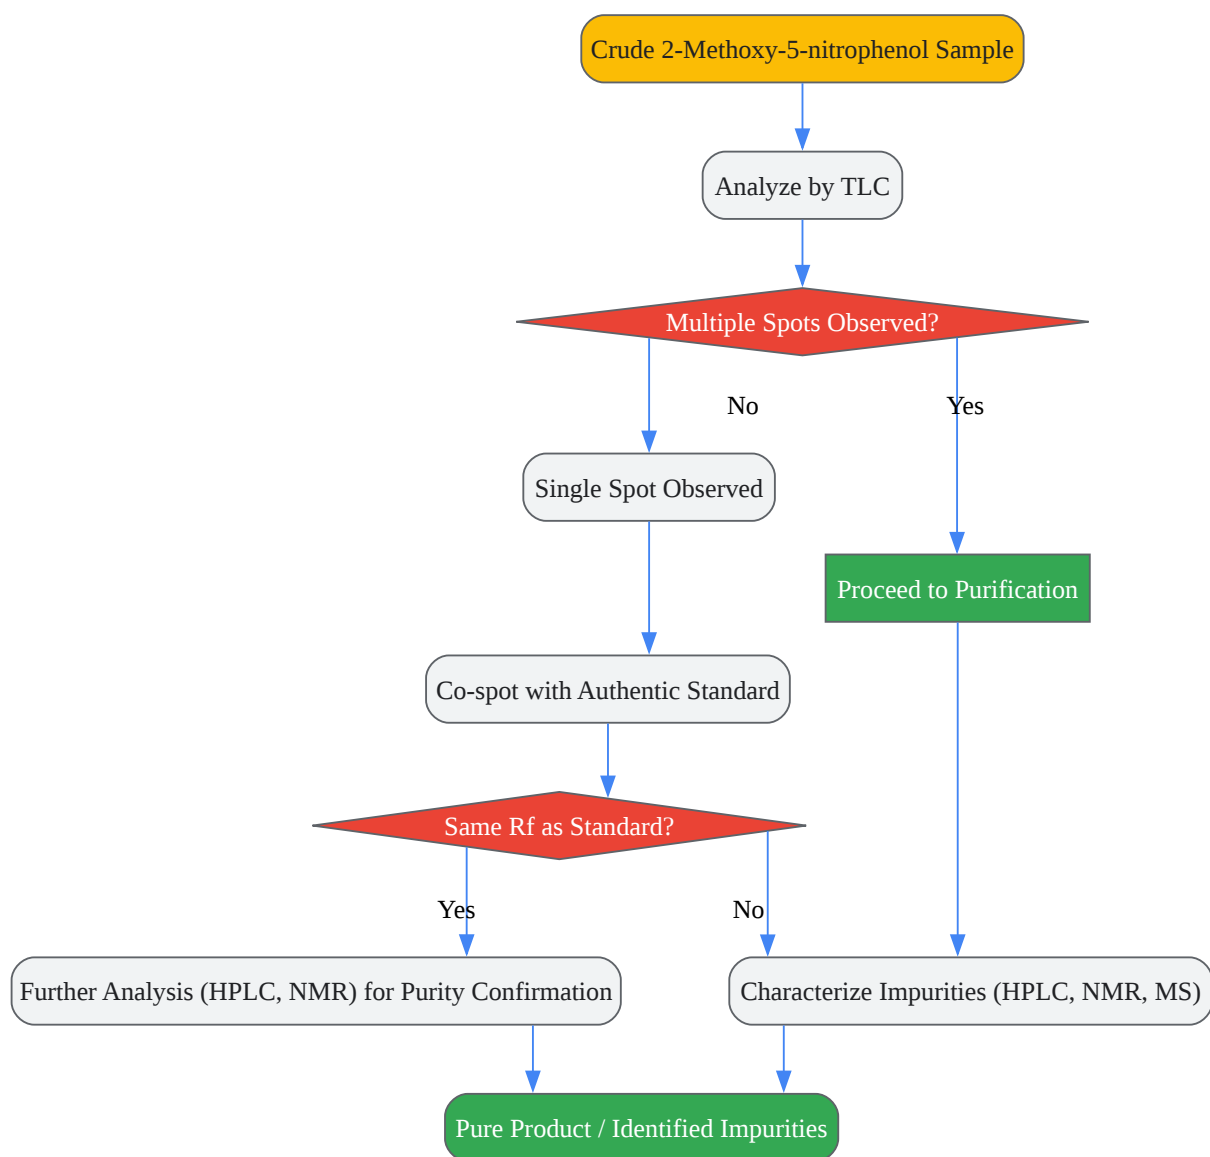 Crude 2-Methoxy-5-nitrophenol Sample
Analyze by TLC
Multiple Spots Observed?
No
Yes
Single Spot Observed
Proceed to Purification
Co-spot with Authentic Standard
Same Rf as Standard?
Yes
No
Further Analysis (HPLC, NMR) for Purity Confirmation
Characterize Impurities (HPLC, NMR, MS)
Pure Product / Identified Impurities